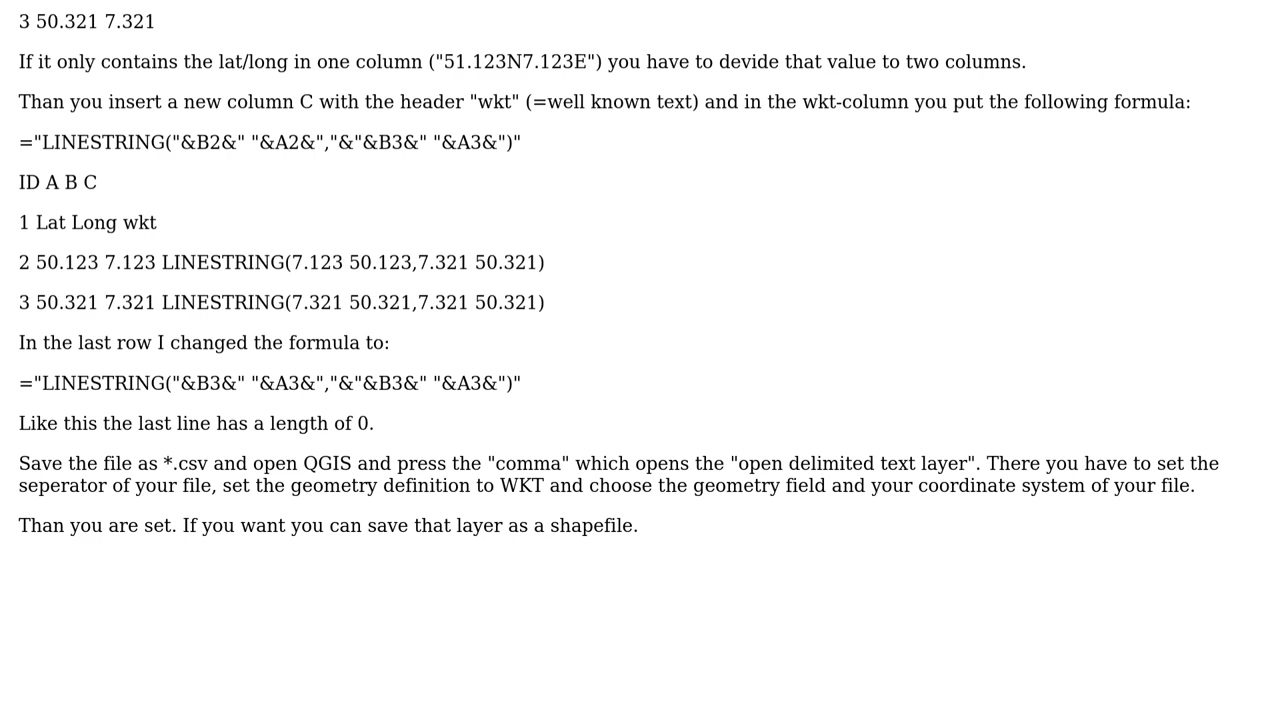 3 50.321 7.321
If it only contains the lat/long in one column ("51.123N7.123E") you have to devide that value to two columns.
Than you insert a new column C with the header "wkt" (=well known text) and in the wkt-column you put the following formula:
="LINESTRING("&B2&" "&A2&","&"&B3&" "&A3&")"
ID A B C
1 Lat Long wkt
2 50.123 7.123 LINESTRING(7.123 50.123,7.321 50.321)
3 50.321 7.321 LINESTRING(7.321 50.321,7.321 50.321)
In the last row I changed the formula to:
="LINESTRING("&B3&" "&A3&","&"&B3&" "&A3&")"
Like this the last line has a length of 0.
Save the file as *.csv and open QGIS and press the "comma" which opens the "open delimited text layer". There you have to set the
seperator of your file, set the geometry definition to WKT and choose the geometry field and your coordinate system of your file.
Than you are set. If you want you can save that layer as a shapefile.